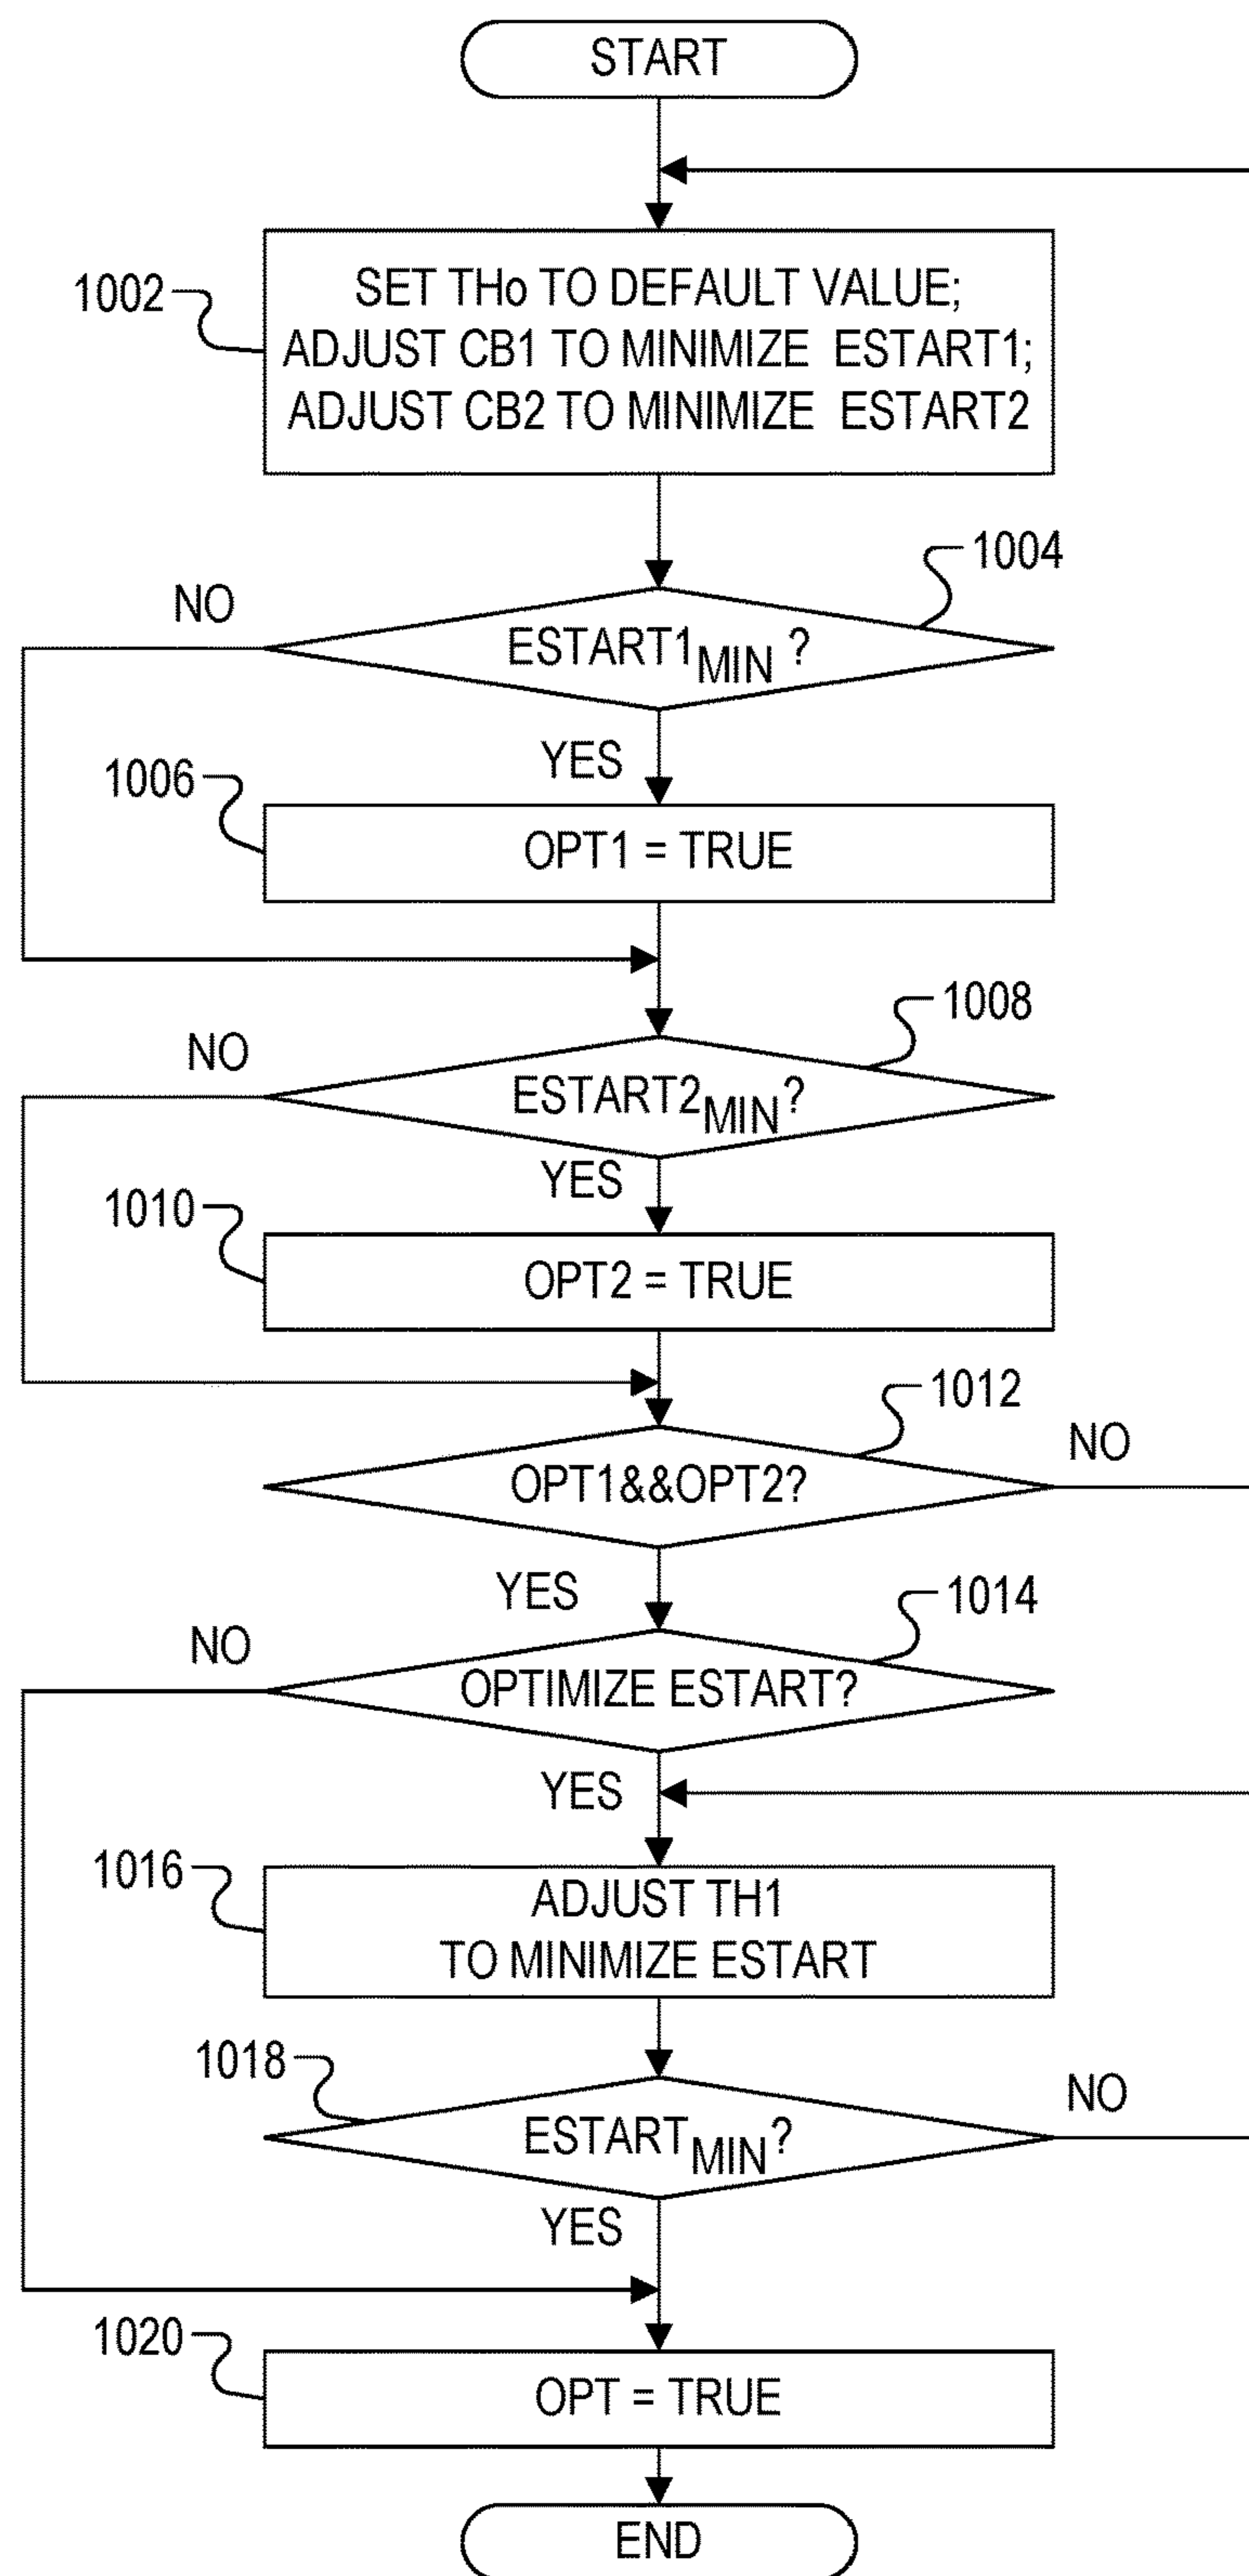 START
1002
SET THo TO DEFAULT VALUE;
ADJUST CB1 TO MINIMIZE ESTART1;
ADJUST CB2 TO MINIMIZE ESTART2
1004
NO
ESTART1MIN ?
YES
1006
OPT1 = TRUE
1008
NO
ESTART2MIN?
YES
1010
OPT2 = TRUE
1012
NO
OPT1&&OPT2?
YES
1014
NO
OPTIMIZE ESTART?
YES
1016
ADJUST TH1
TO MINIMIZE ESTART
1018
NO
ESTARTMIN?
YES
1020
OPT = TRUE
END